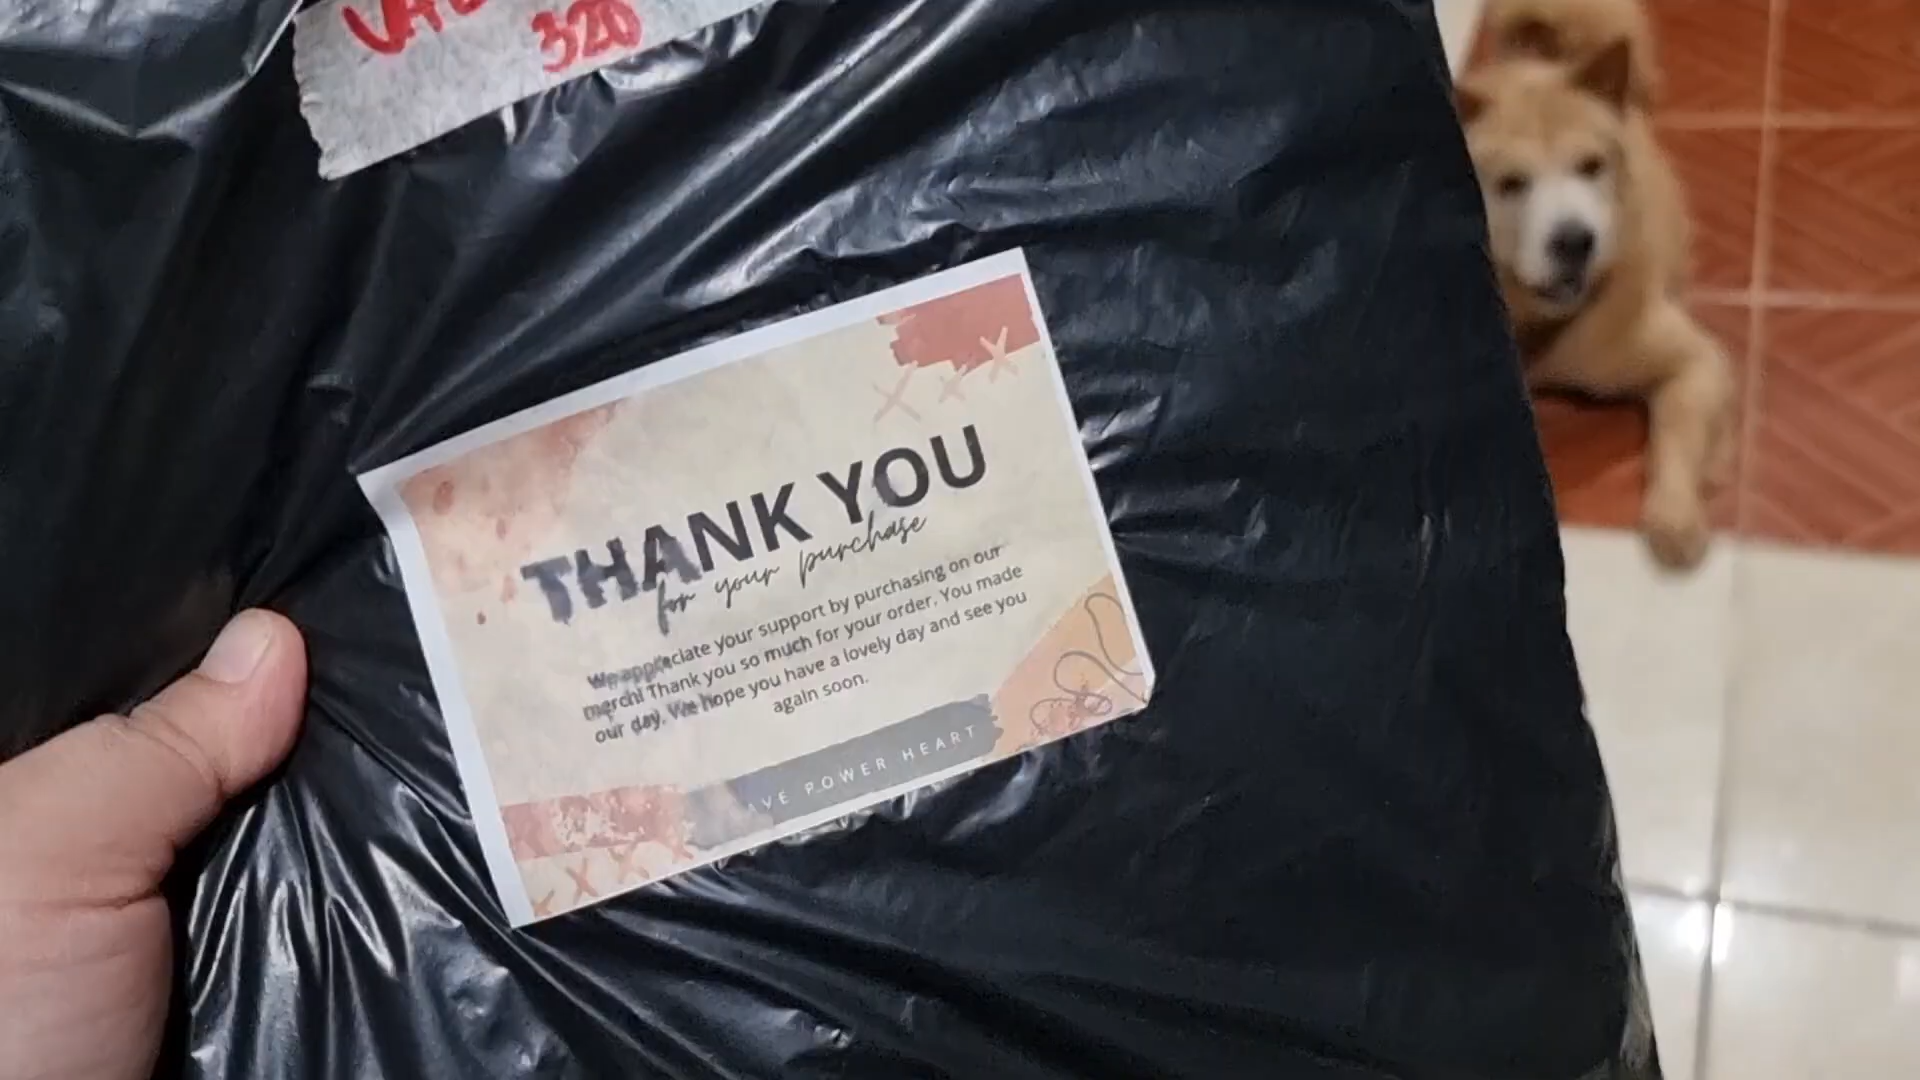 320
THANK YOU
for your purchase
We appreciate your support by purchasing on our
merch! Thank you so much for your order. You made
our day. We hope you have a lovely day and see you
again soon.
POWER HEART